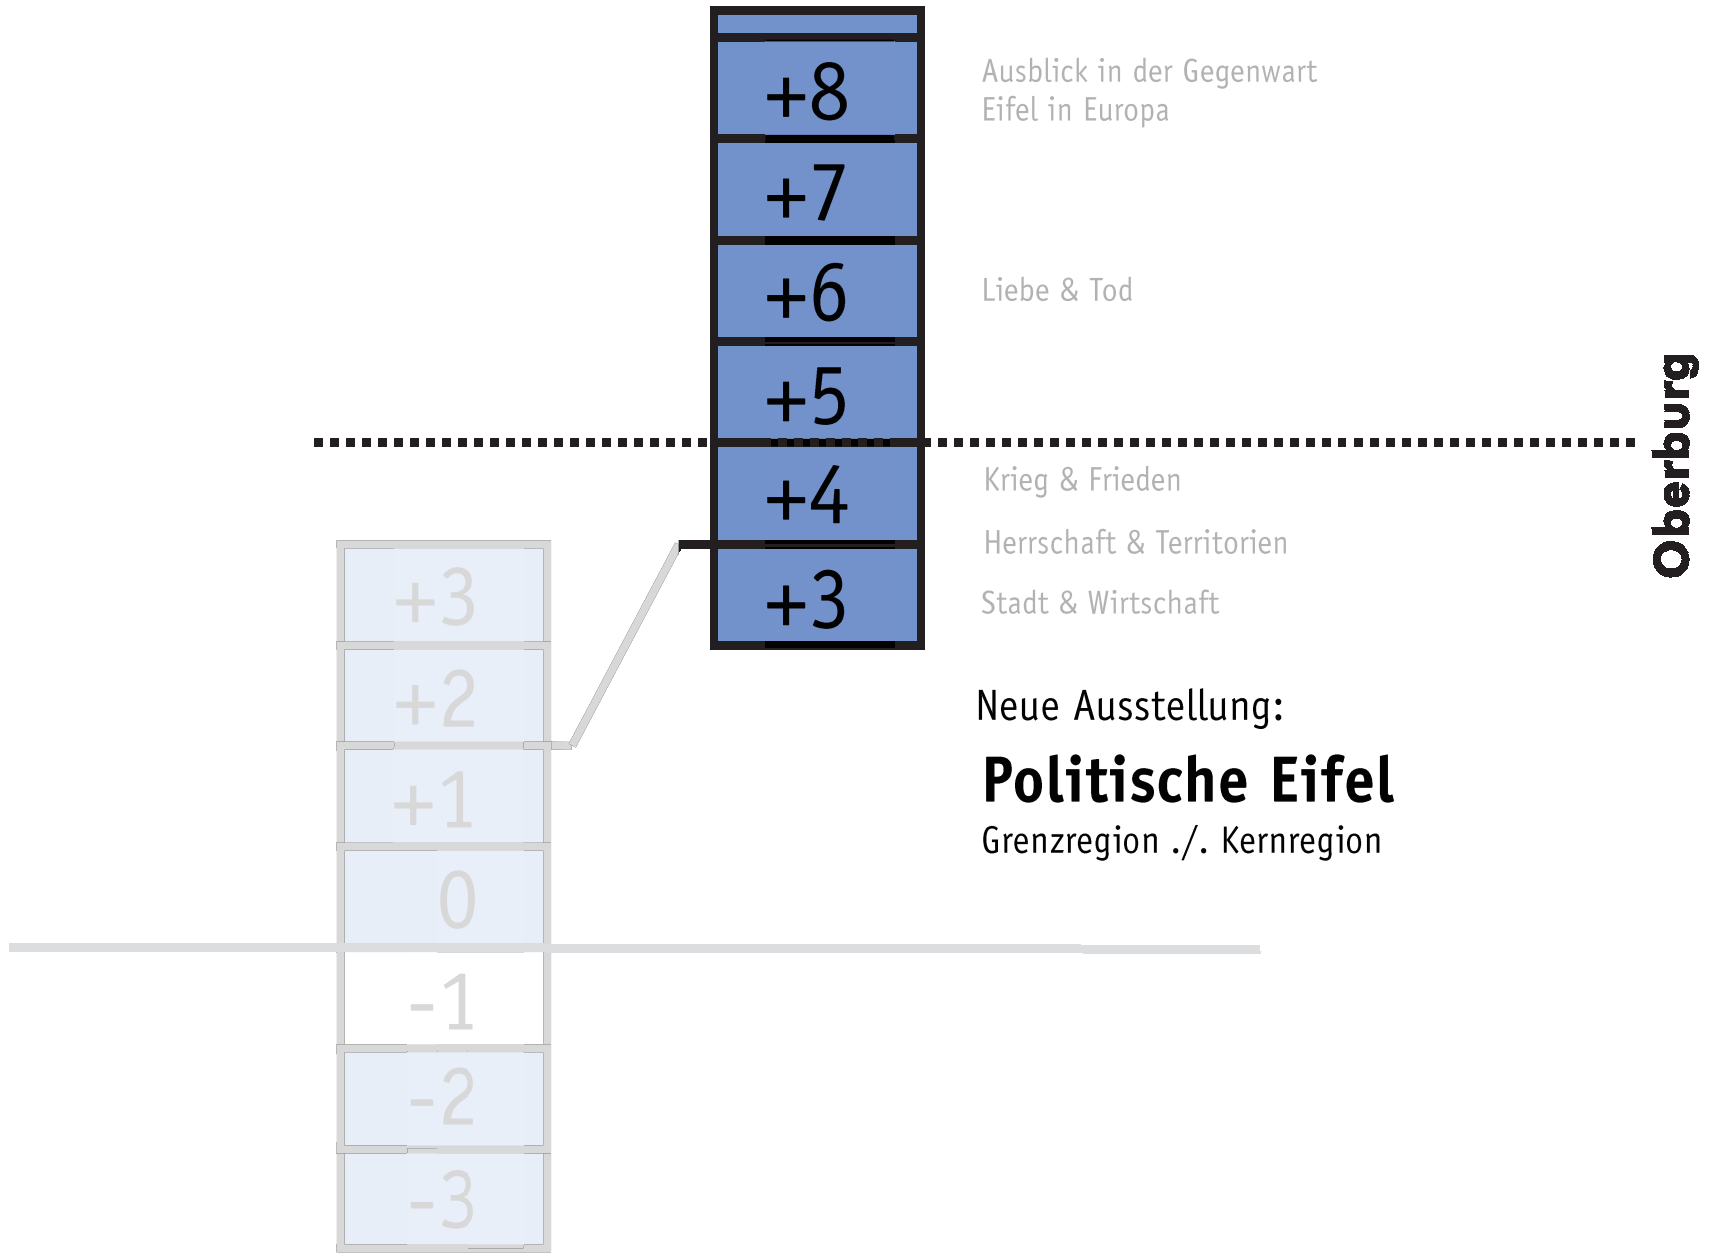 +8
Ausblick in der Gegenwart
Eifel in Europa
+7
+6
Liebe & Tod
+5
Oberburg
+4
Krieg & Frieden
Herrschaft & Territorien
+3
Stadt & Wirtschaft
Neue Ausstellung:
Politische Eifel
Grenzregion ./. Kernregion
+3
+2
+1
0
-1
-2
-3